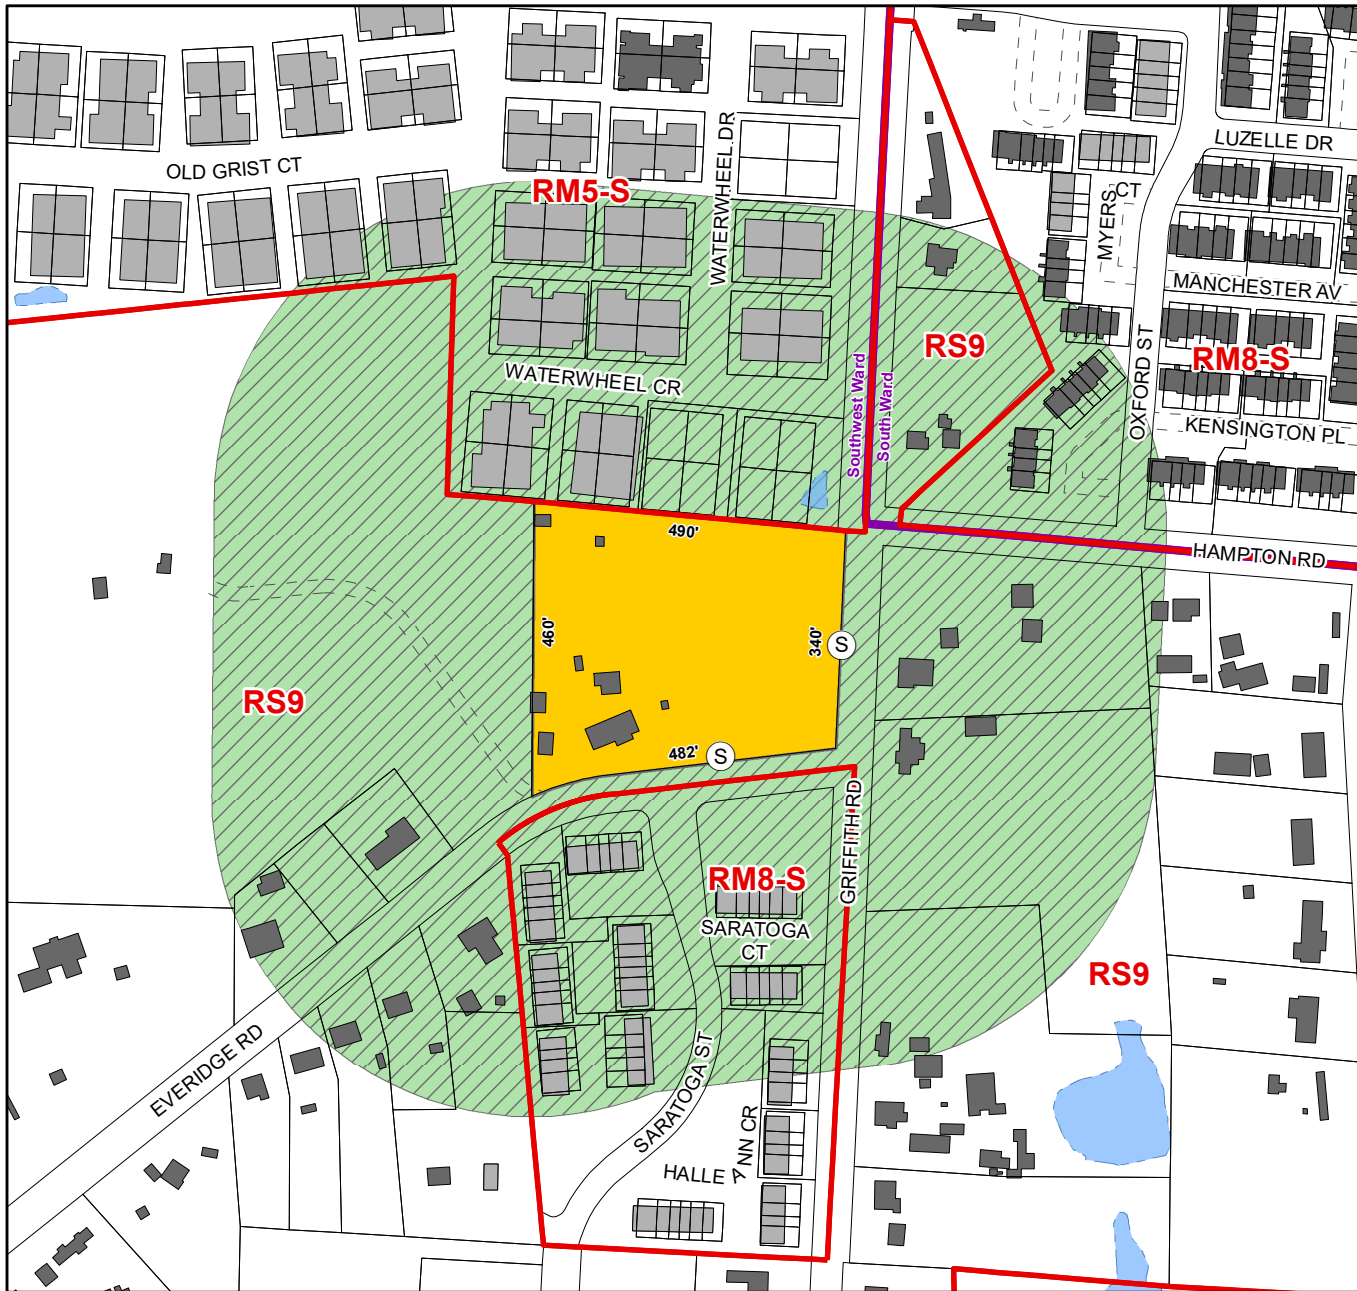 LUZELLE DR
OLD GRIST CT
RM5-S
WATERWHEEL DR
MYERS CT
MANCHESTER AV
RS9
RM8-S
WATERWHEEL CR
OXFORD ST
Southwest Ward
South Ward
KENSINGTON PL
490'
HAMPTON RD
460'
340'
S
RS9
482'
S
GRIFFITH RD
RM8-S
SARATOGA
CT
RS9
EVERIDGE RD
SARATOGA ST
HALLE ANN CR